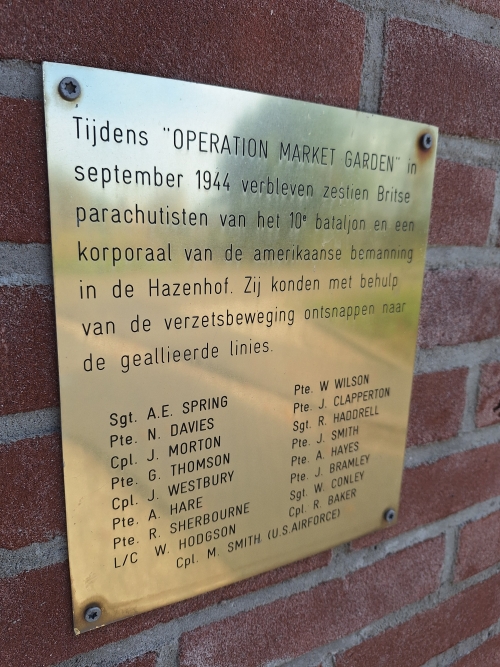 Tijdens "OPERATION MARKET GARDEN" in
september 1944 verbleven zestien Britse
parachutisten van het 10e bataljon en een
korporaal van de amerikaanse bemanning
in de Hazenhof. Zij konden met behulp
van de verzetsbeweging ontsnappen naar
de geallieerde linies.
Sgt. A.E. SPRING
Pte. N. DAVIES
Cpl. J. MORTON
Pte. G. THOMSON
Cpl. J. WESTBURY
Pte. A. HARE
Pte. R. SHERBOURNE
L/C W. HODGSON
Pte. W WILSON
Pte. J. CLAPPERTON
Sgt. R. HADDRELL
Pte. J. SMITH
Pte. A. HAYES
Pte. J. BRAMLEY
Sgt. W. CONLEY
Cpl. R. BAKER
Cpl. M. SMITH (U.S.AIRFORCE)